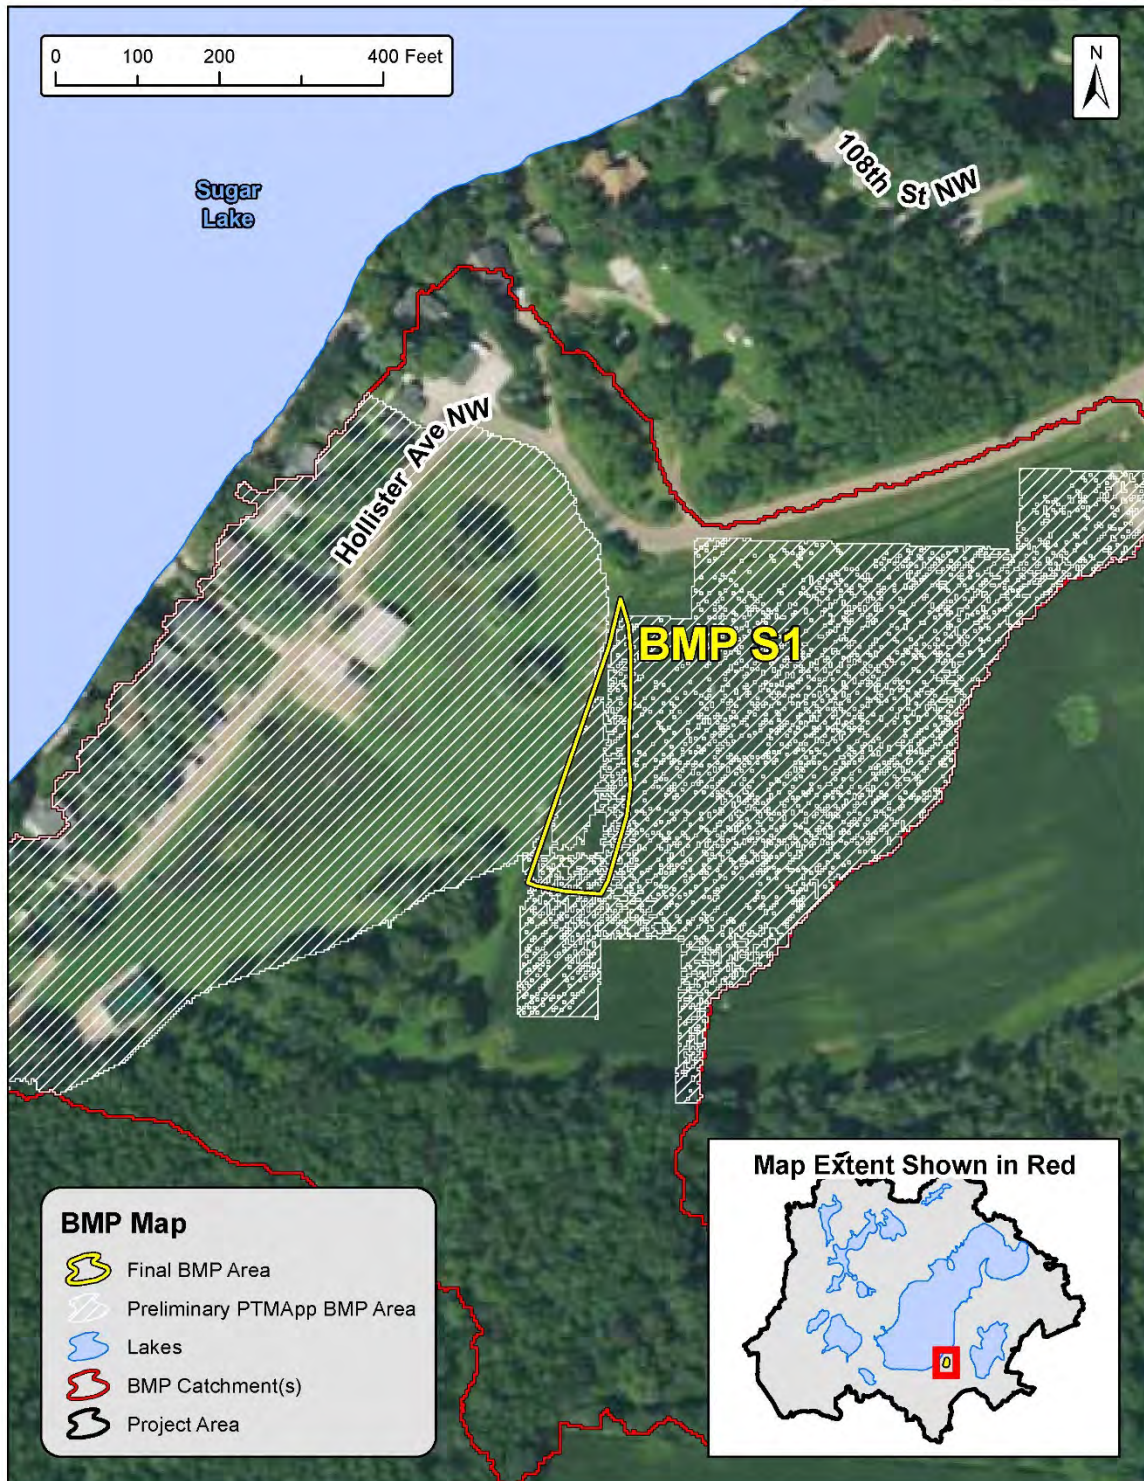 0 100 200 400 Feet
N
108th St NW
Sugar
Lake
Hollister Ave NW
BMP S1
Map Extent Shown in Red
BMP Map
Final BMP Area
Preliminary PTMApp BMP Area
Lakes
BMP Catchment(s)
Project Area